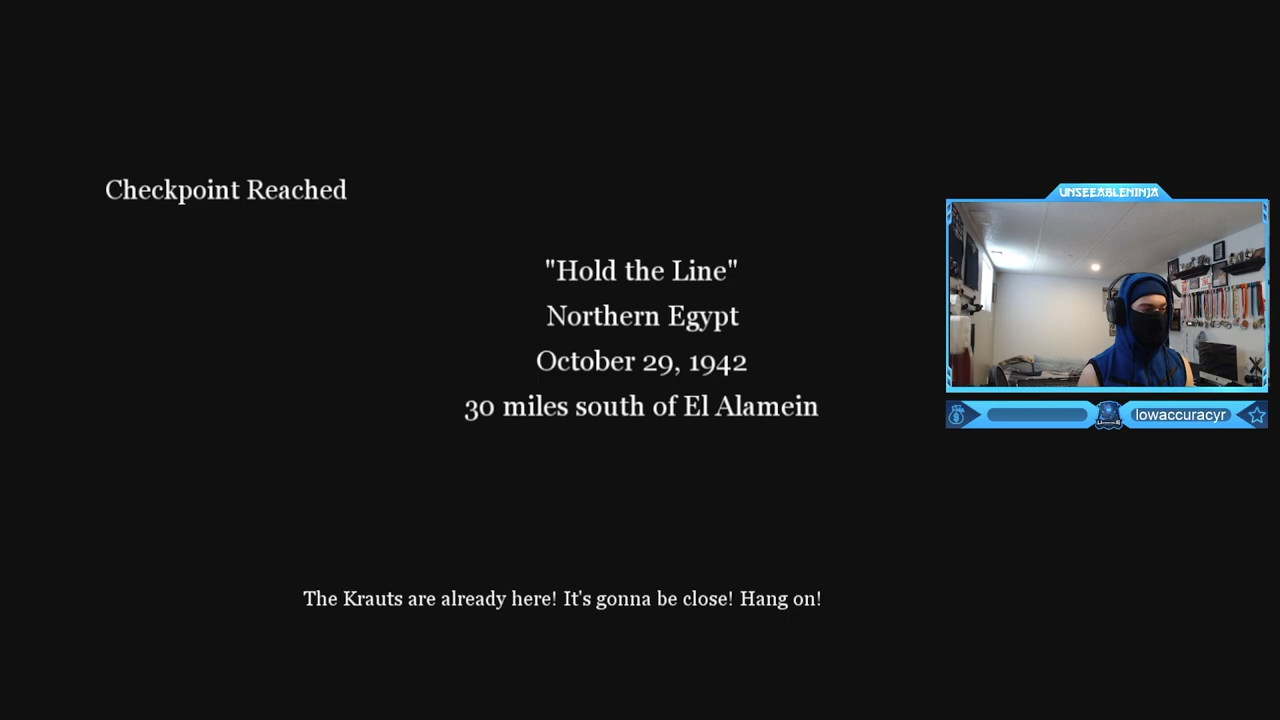 Checkpoint Reached
UNSEEABLENINJA
"Hold the Line"
Northern Egypt
October 29, 1942
30 miles south of El Alamein
lowaccuracyr
The Krauts are already here! It's gonna be close! Hang on!